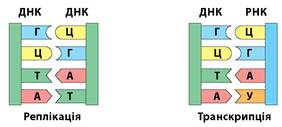 ДНК ДНК ДНК РНК
Г Ц Г Ц
Ц Г Ц Г
Т А Т А
А Т А У
Реплікація Транскрипція